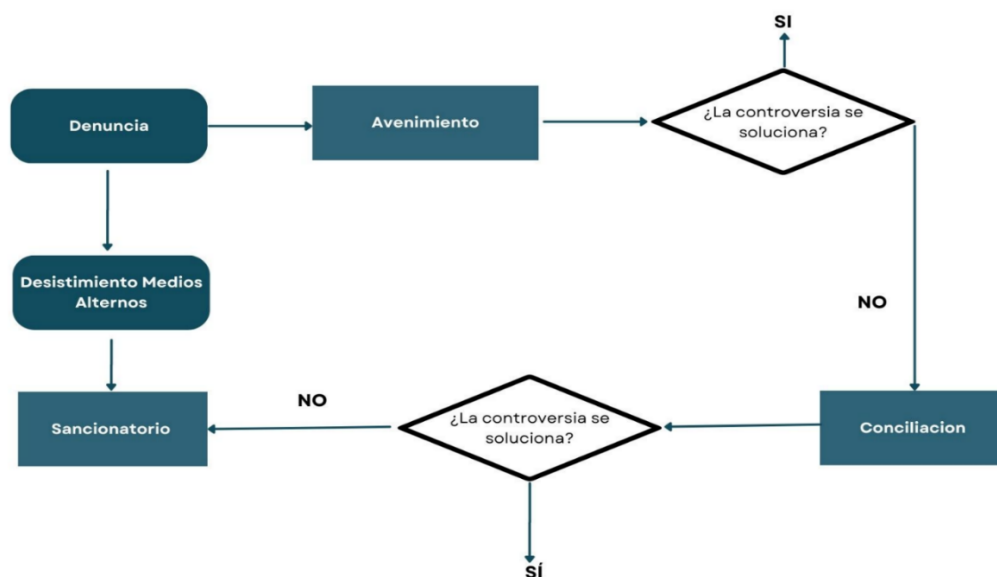 SI
Denuncia
Avenimiento
¿La controversia se
soluciona?
Desistimiento Medios
Alternos
NO
Sancionatorio
NO
¿La controversia se
soluciona?
Conciliacion
SÍ